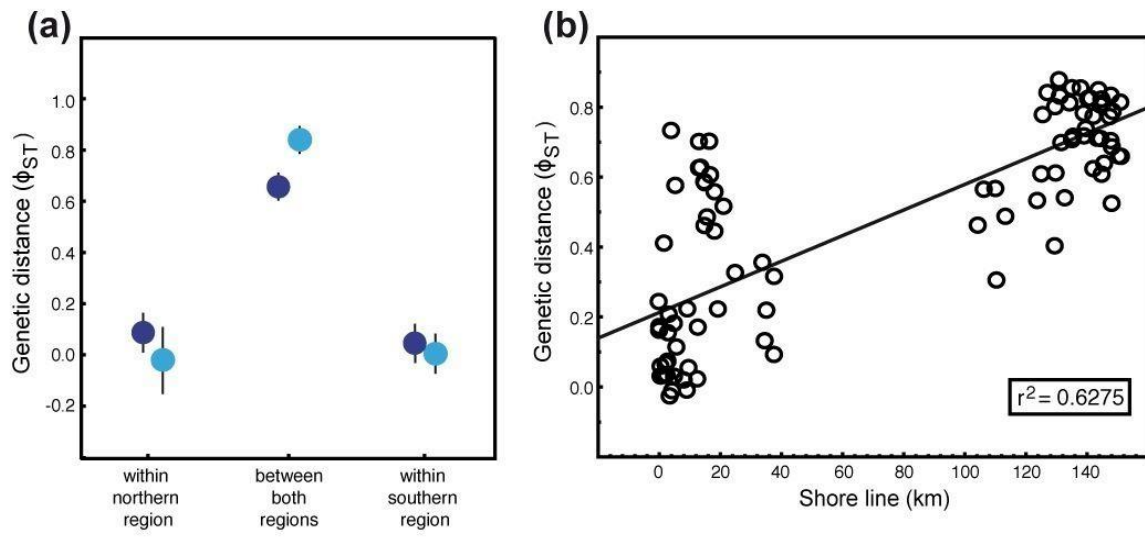 (a)
Genetic distance (ΦST)
1.0
0.8
0.6
0.4
0.2
0.0
-0.2
within
northern
region
between
both
regions
within
southern
region
(b)
Genetic distance (ΦST)
0.8
0.6
0.4
0.2
0.0
r²= 0.6275
0 20 40 60 80 100 120 140
Shore line (km)